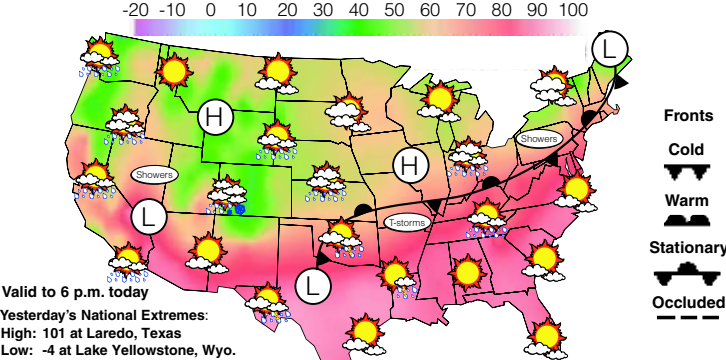 -20 -10 0 10 20 30 40 50 60 70 80 90 100
L
H
Showers
Fronts
Cold
H
Showers
Warm
L
T-storms
Stationary
L
Valid to 6 p.m. today
Occluded
Yesterday's National Extremes:
High: 101 at Laredo, Texas
Low: -4 at Lake Yellowstone, Wyo.